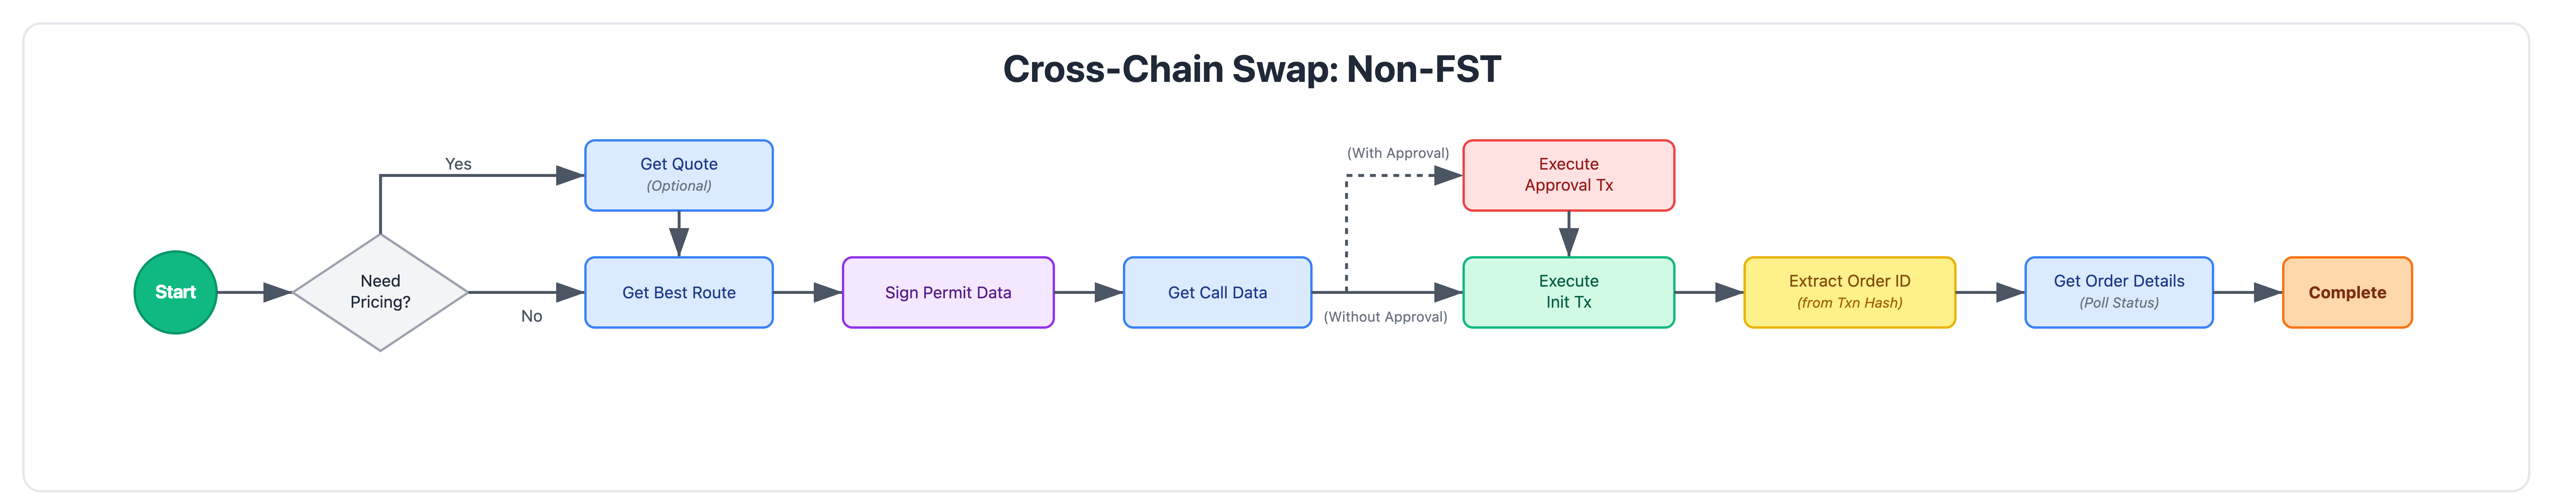 Cross-Chain Swap: Non-FST
Start
Need
Pricing?
Yes
No
Get Quote
(Optional)
Get Best Route
Sign Permit Data
Get Call Data
(With Approval)
(Without Approval)
Execute
Approval Tx
Execute
Init Tx
Extract Order ID
(from Txn Hash)
Get Order Details
(Poll Status)
Complete